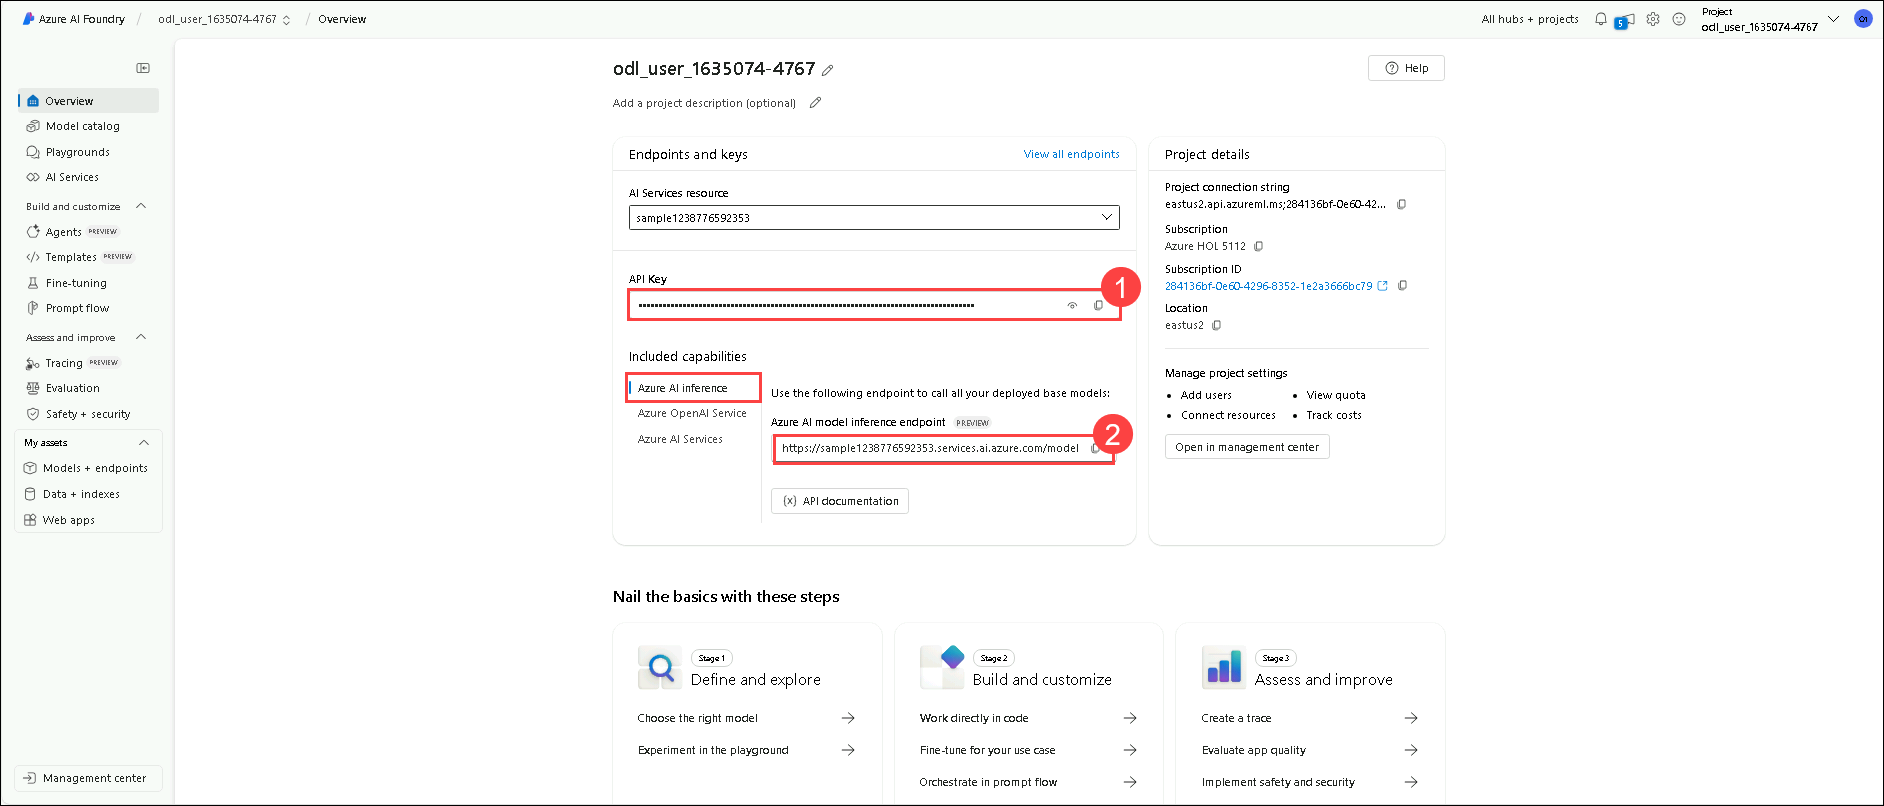 Azure AI Foundry / odl_user_1635074-4767 / Overview
All hubs + projects
5
Project
odl_user_1635074-4767
Overview
Model catalog
Playgrounds
AI Services
Build and customize
Agents PREVIEW
Templates PREVIEW
Fine-tuning
Prompt flow
Assess and improve
Tracing PREVIEW
Evaluation
Safety + security
My assets
Models + endpoints
Data + indexes
Web apps
Management center
odl_user_1635074-4767
Help
Add a project description (optional)
Endpoints and keys
View all endpoints
AI Services resource
sample1238776592353
API Key
1
Included capabilities
Azure AI inference
Azure OpenAI Service
Azure AI Services
Use the following endpoint to call all your deployed base models:
Azure AI model inference endpoint PREVIEW
2
https://sample1238776592353.services.ai.azure.com/model
API documentation
Project details
Project connection string
eastus2.api.azureml.ms;284136bf-0e60-42...
Subscription
Azure HOL 5112
Subscription ID
284136bf-0e60-4296-8352-1e2a3666bc79
Location
eastus2
Manage project settings
• Add users
• View quota
• Connect resources
• Track costs
Open in management center
Nail the basics with these steps
Stage 1
Define and explore
Choose the right model
Experiment in the playground
Stage 2
Build and customize
Work directly in code
Fine-tune for your use case
Orchestrate in prompt flow
Stage 3
Assess and improve
Create a trace
Evaluate app quality
Implement safety and security